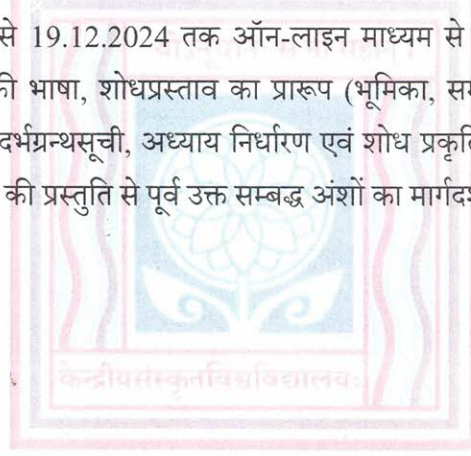 से 19.12.2024 तक ऑन-लाइन माध्यम से
की भाषा, शोधप्रस्ताव का प्रारूप (भूमिका, सम
दर्भग्रन्थसूची, अध्याय निर्धारण एवं शोध प्रकृति
की प्रस्तुति से पूर्व उक्त सम्बद्ध अंशों का मार्गद
केन्द्रीयसंस्कृतविश्वविद्यालयः